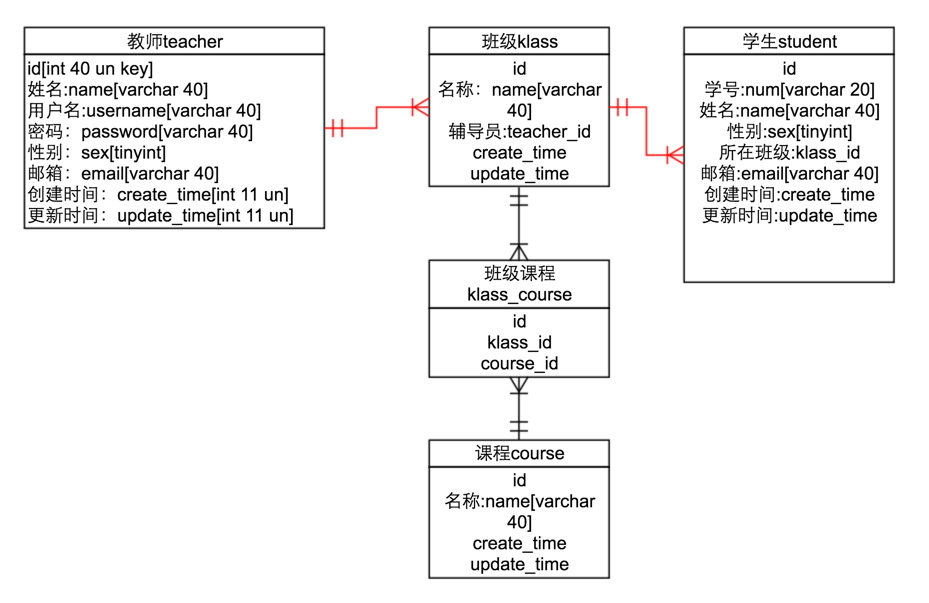 教师teacher
id[int 40 un key]
姓名:name[varchar 40]
用户名:username[varchar 40]
密码：password[varchar 40]
性别：sex[tinyint]
邮箱：email[varchar 40]
创建时间：create_time[int 11 un]
更新时间：update_time[int 11 un]
班级klass
id
名称：name[varchar
40]
辅导员:teacher_id
create_time
update_time
学生student
id
学号:num[varchar 20]
姓名:name[varchar 40]
性别:sex[tinyint]
所在班级:klass_id
邮箱:email[varchar 40]
创建时间:create_time
更新时间:update_time
班级课程
klass_course
id
klass_id
course_id
课程course
id
名称:name[varchar
40]
create_time
update_time